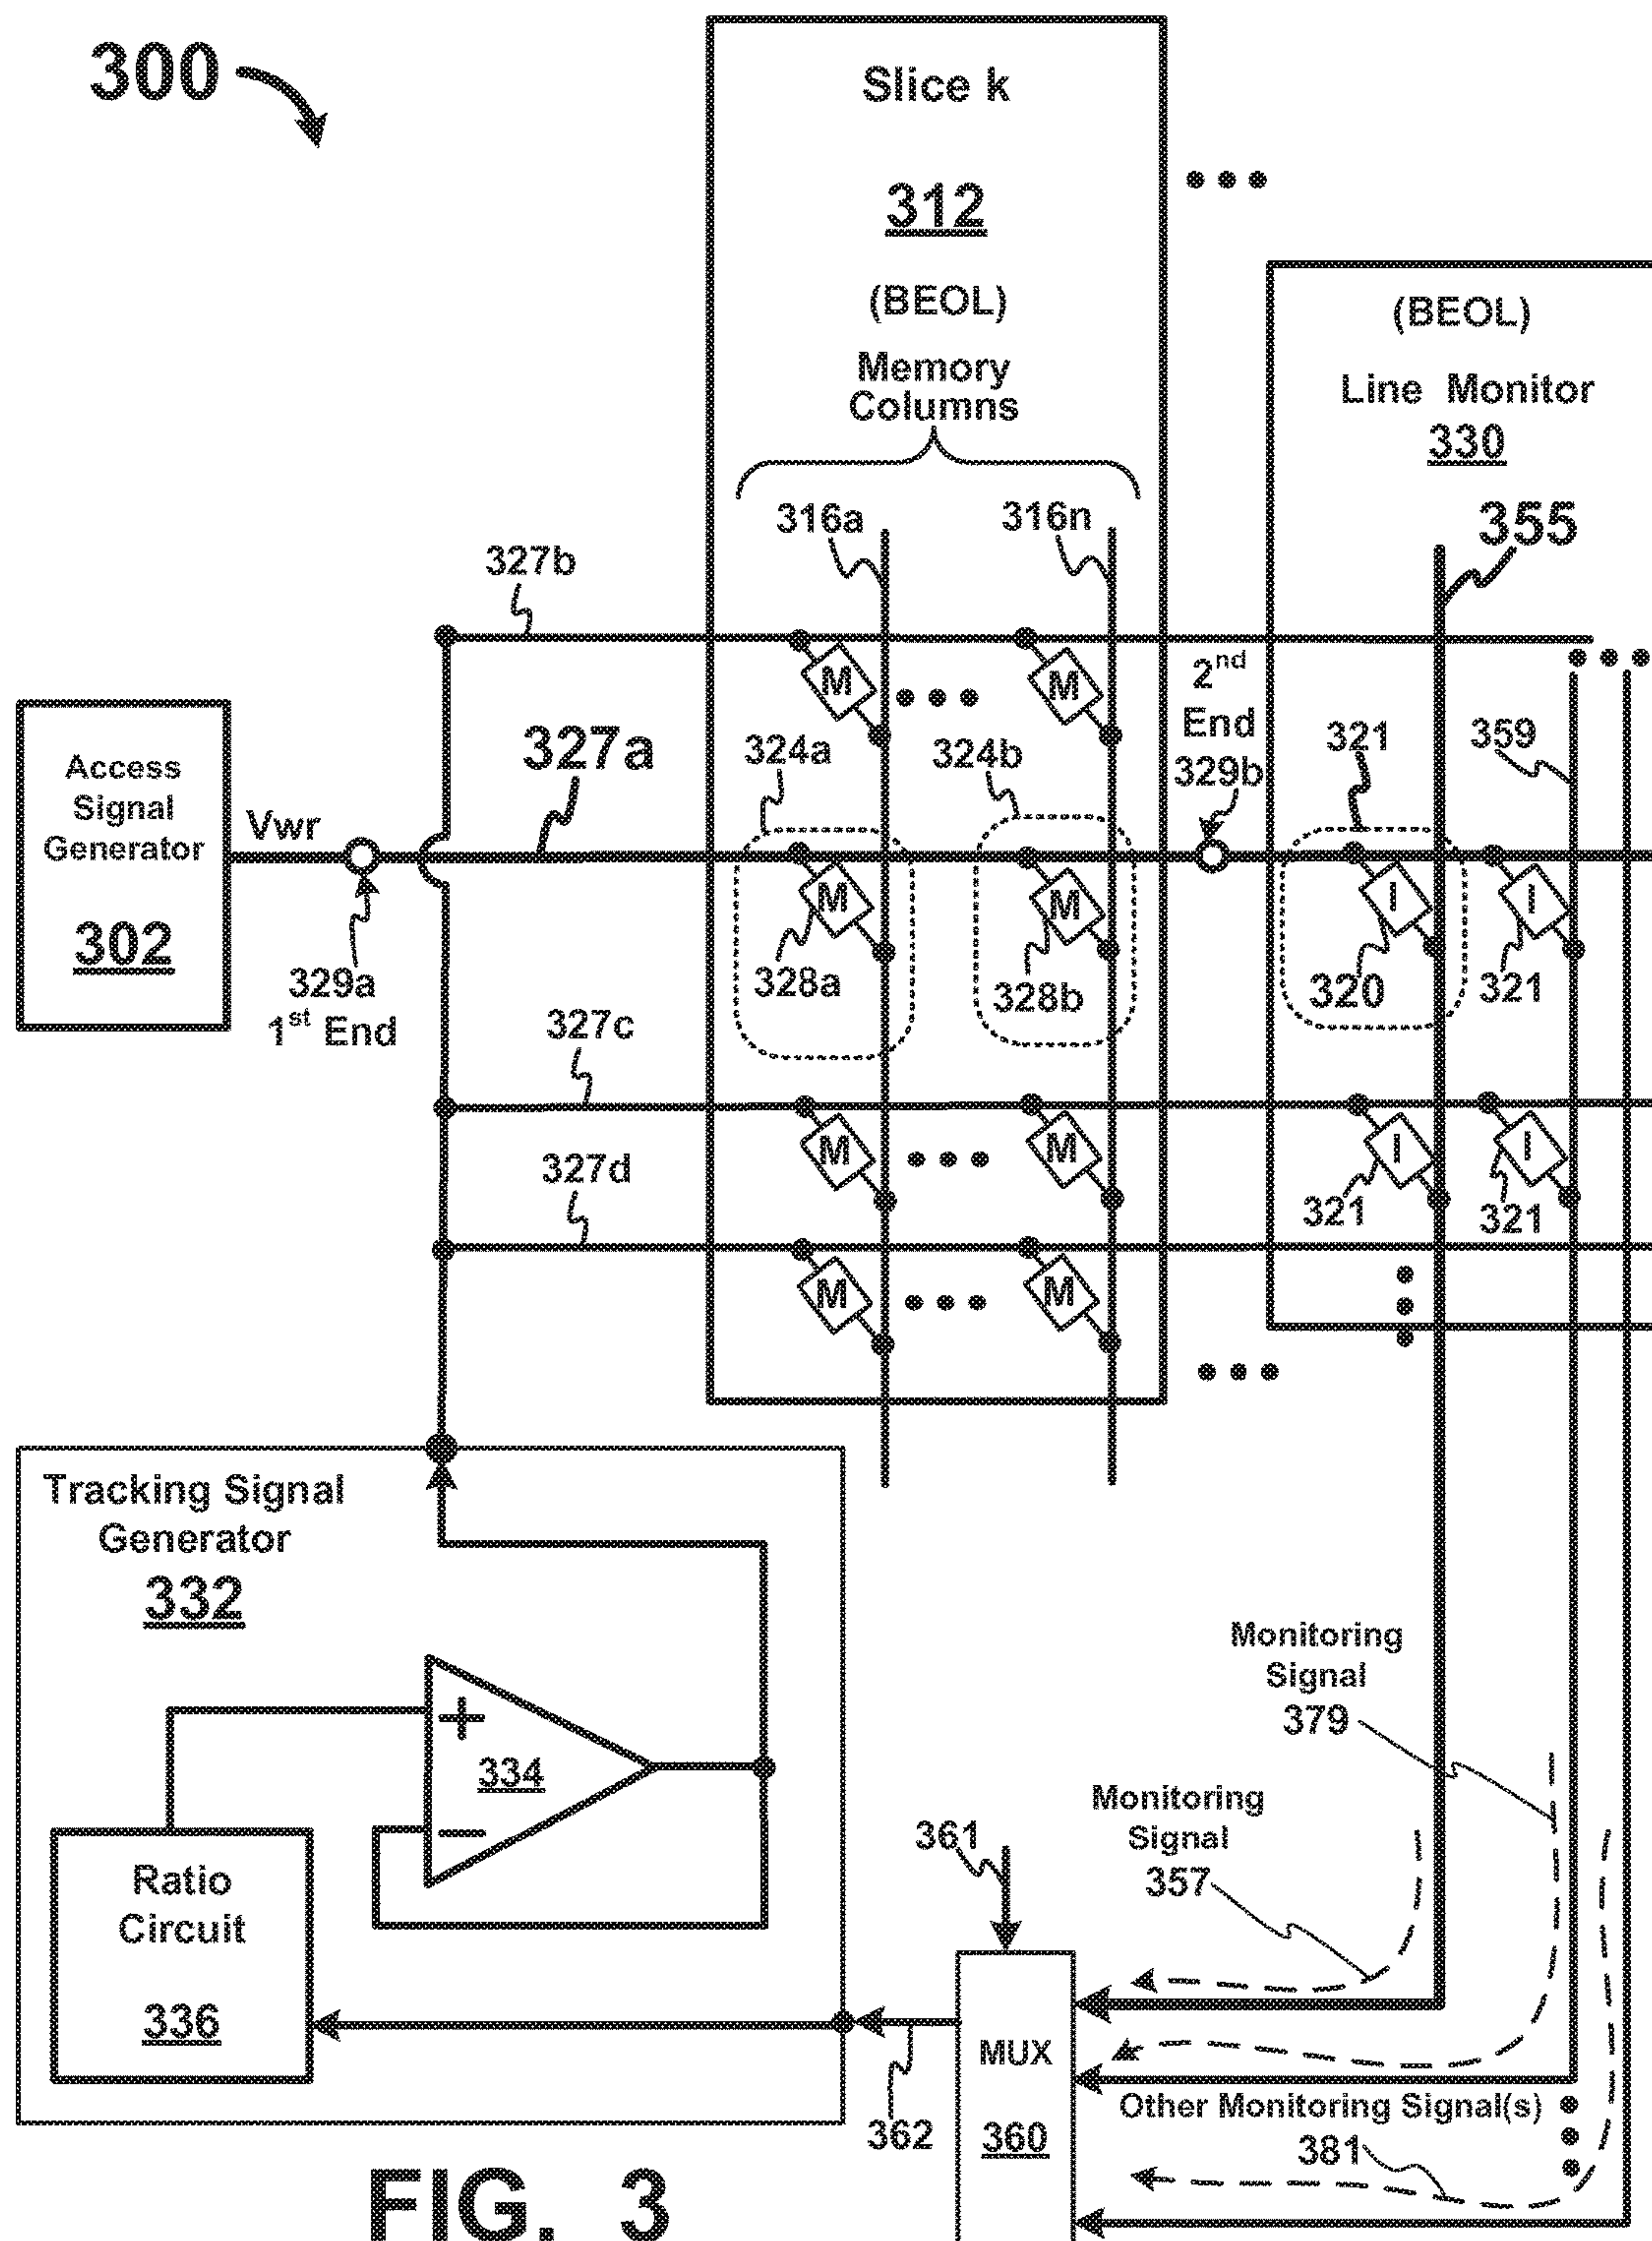 300
Slice k
312
(BEOL)
Memory
Columns
(BEOL)
Line Monitor
330
355
316a
316n
327b
M
M
2nd
End
329b
Access
Signal
Generator
302
Vwr
327a
324a
324b
321
359
329a
1st End
M
328a
M
328b
I
320
I
321
327c
M
M
I
321
I
321
327d
M
M
Tracking Signal
Generator
332
+
334
−
Ratio
Circuit
336
Monitoring
Signal
379
Monitoring
Signal
357
361
MUX
360
362
Other Monitoring Signal(s)
381
FIG. 3